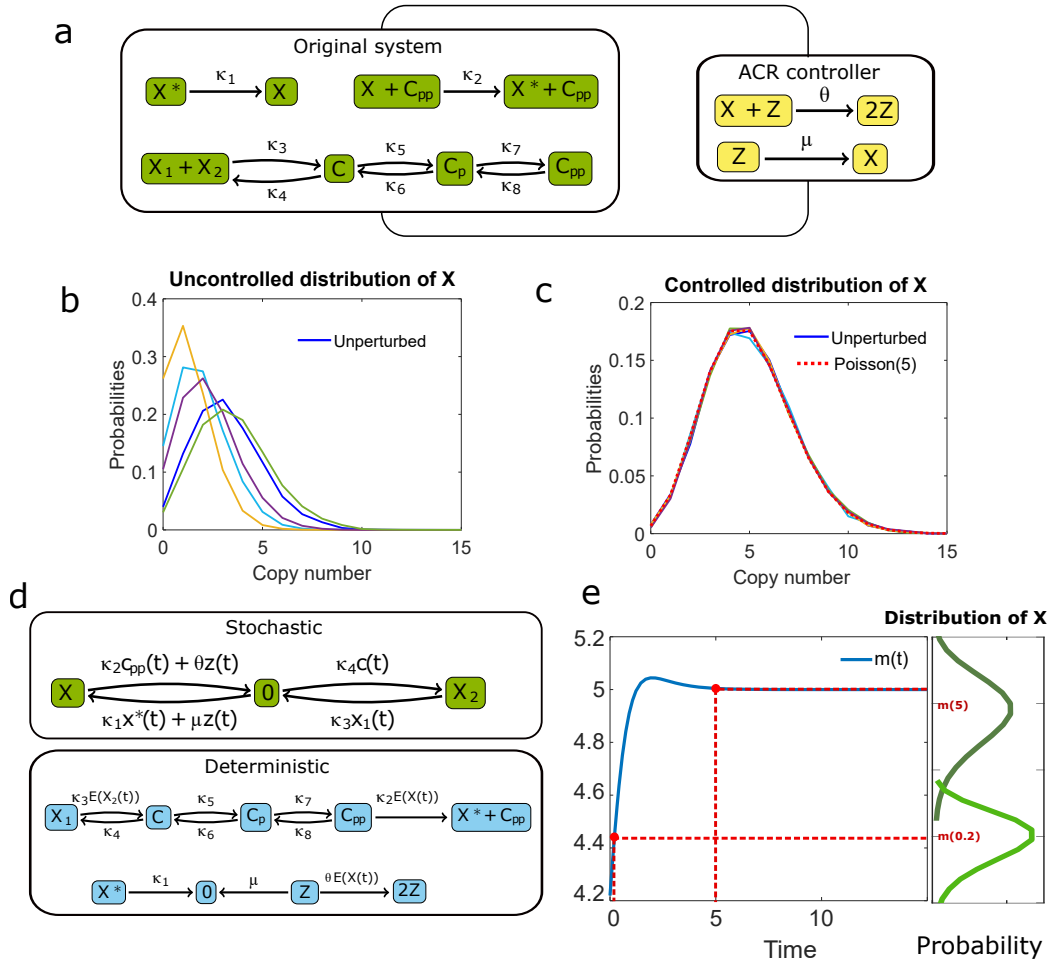 a
Original system
X* κ₁ X
X + Cpp κ₂ X* + Cpp
X₁ + X₂ κ₃ κ₄ C κ₅ κ₆ Cp κ₇ κ₈ Cpp
ACR controller
X + Z θ 2Z
Z μ X
b
Uncontrolled distribution of X
Unperturbed
Probabilities
0.4
0.3
0.2
0.1
0
0 5 10 15
Copy number
c
Controlled distribution of X
Unperturbed
Poisson(5)
Probabilities
0.2
0.15
0.1
0.05
0
0 5 10 15
Copy number
d
Stochastic
κ₂cpp(t) + θz(t) κ₄c(t)
X 0 X₂
κ₁x*(t) + μz(t) κ₃x₁(t)
Deterministic
κ₃E(X₂(t)) κ₅ κ₇ κ₂E(X(t))
X₁ C Cp Cpp X* + Cpp
κ₄ κ₆ κ₈
κ₁ μ θE(X(t))
X* 0 Z 2Z
e
Distribution of X
m(t)
5.2
5
4.8
4.6
4.4
4.2
0 5 10
Time
m(5)
m(0.2)
Probability